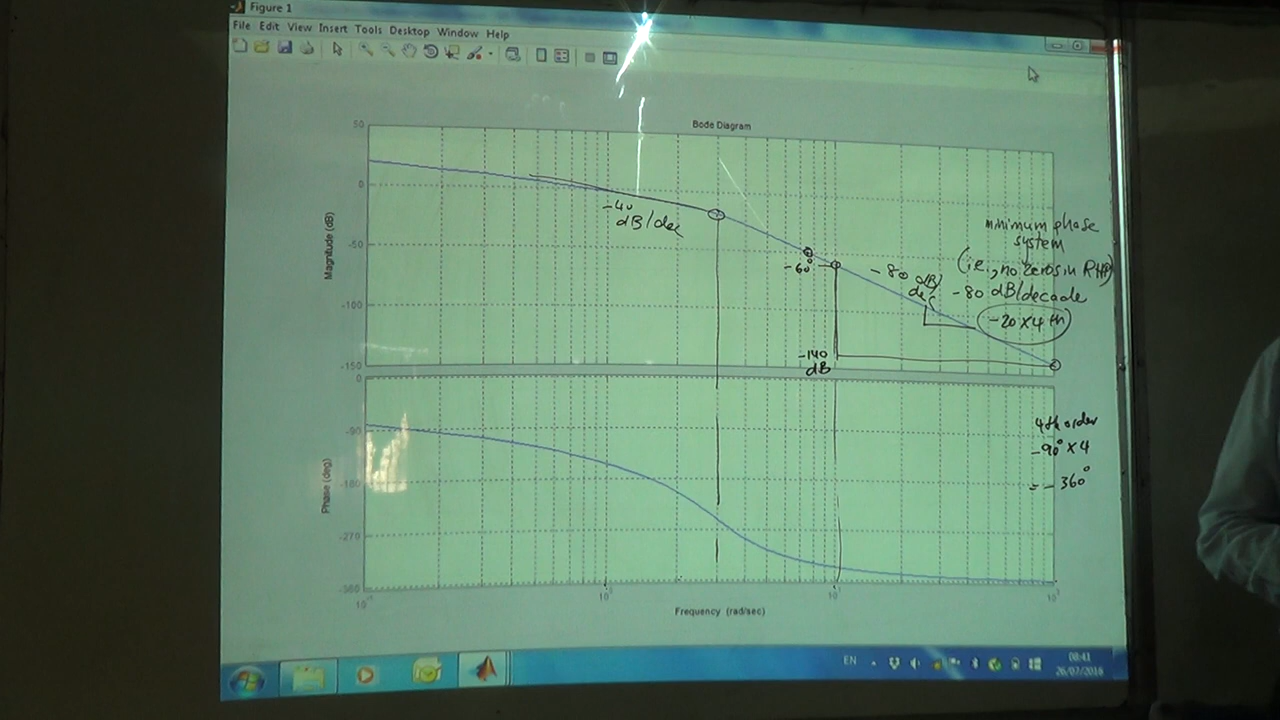 Figure 1
File Edit View Insert Tools Desktop Window Help
Bode Diagram
50
0
-50
-100
-150
Magnitude (dB)
-40
dB/dec
-60
-80 dB/
dec
-140
dB
minimum phase
system
(i.e., no zeros in RHP)
-80 dB/decade
-20 x 4th
0
-90
-180
-270
-360
Phase (deg)
4th order
-90° x 4
= -360°
Frequency (rad/sec)
EN
08:41
26/07/2016